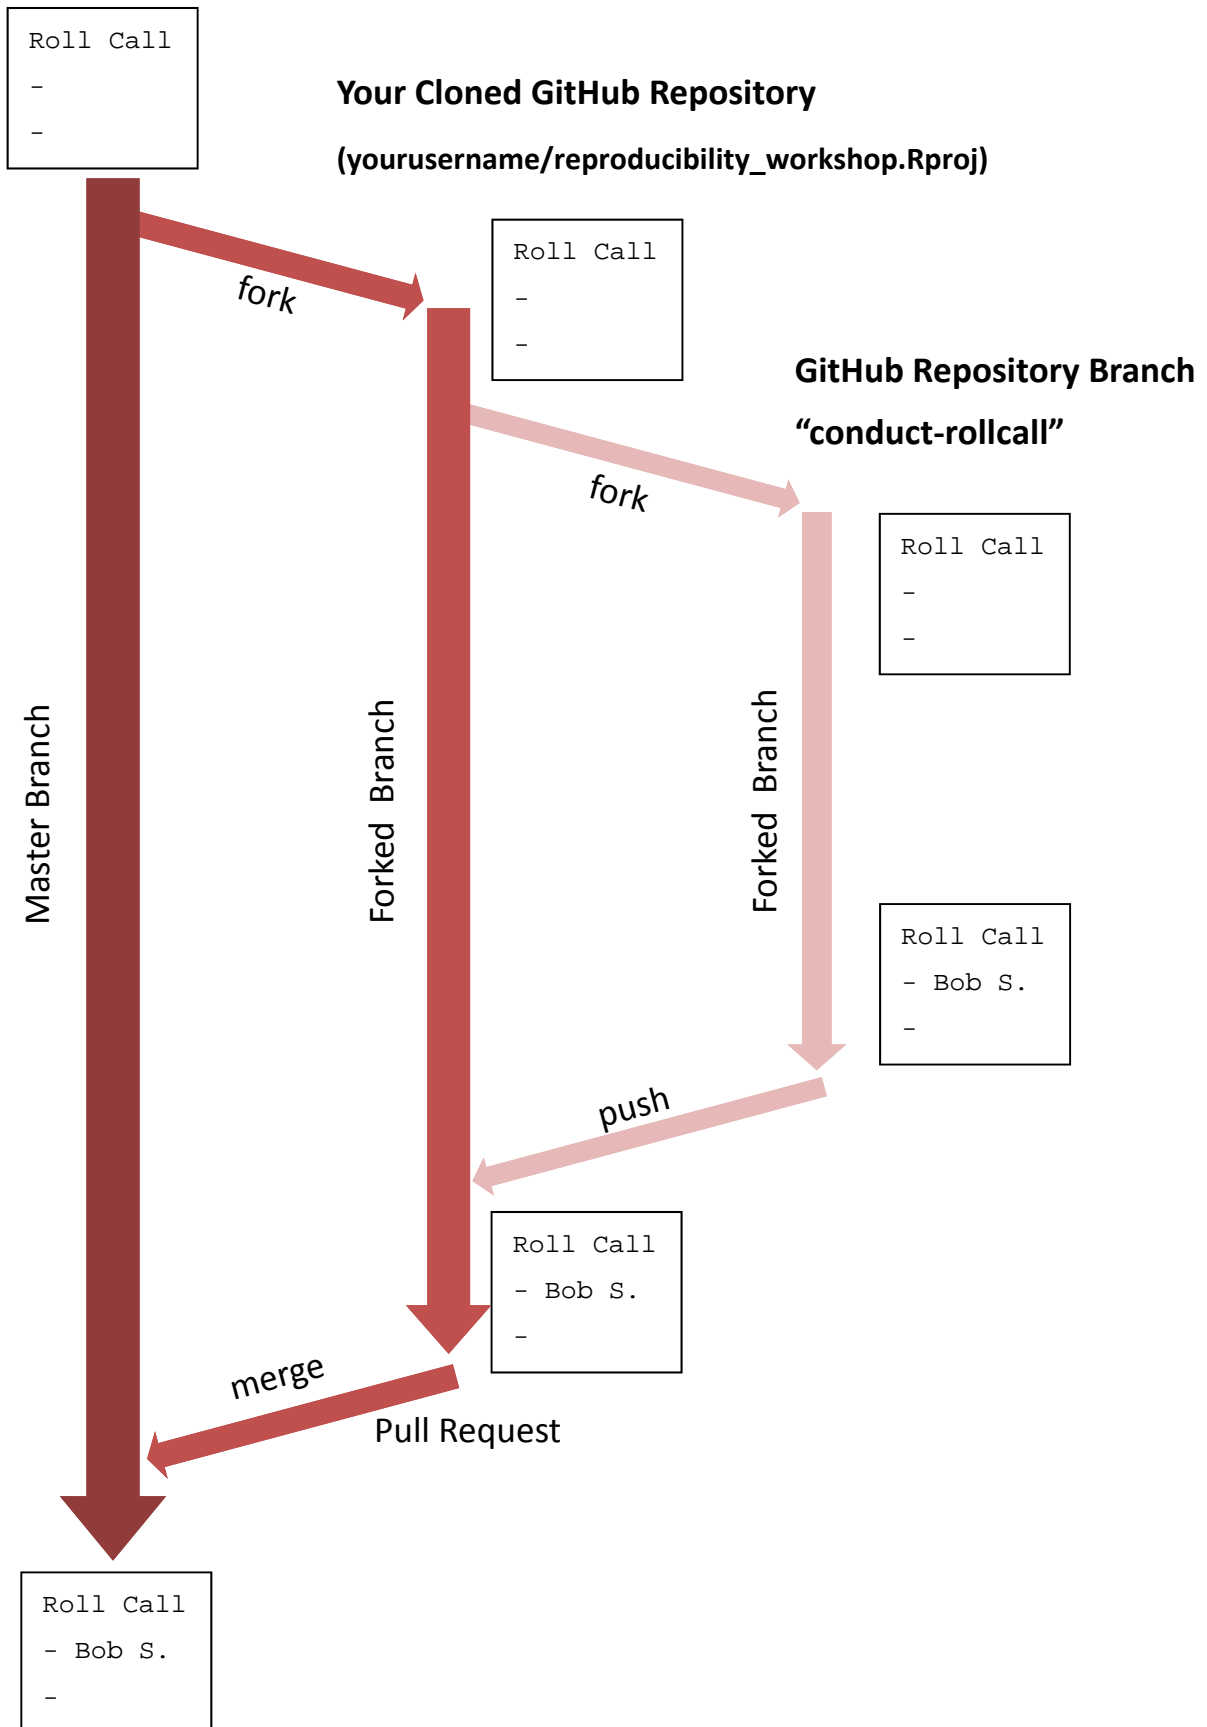 Roll Call
-
-
Your Cloned GitHub Repository
(yourusername/reproducibility_workshop.Rproj)
fork
Roll Call
-
-
GitHub Repository Branch
“conduct-rollcall”
fork
Roll Call
-
-
Master Branch
Forked Branch
Forked Branch
Roll Call
- Bob S.
-
push
Roll Call
- Bob S.
-
merge
Pull Request
Roll Call
- Bob S.
-